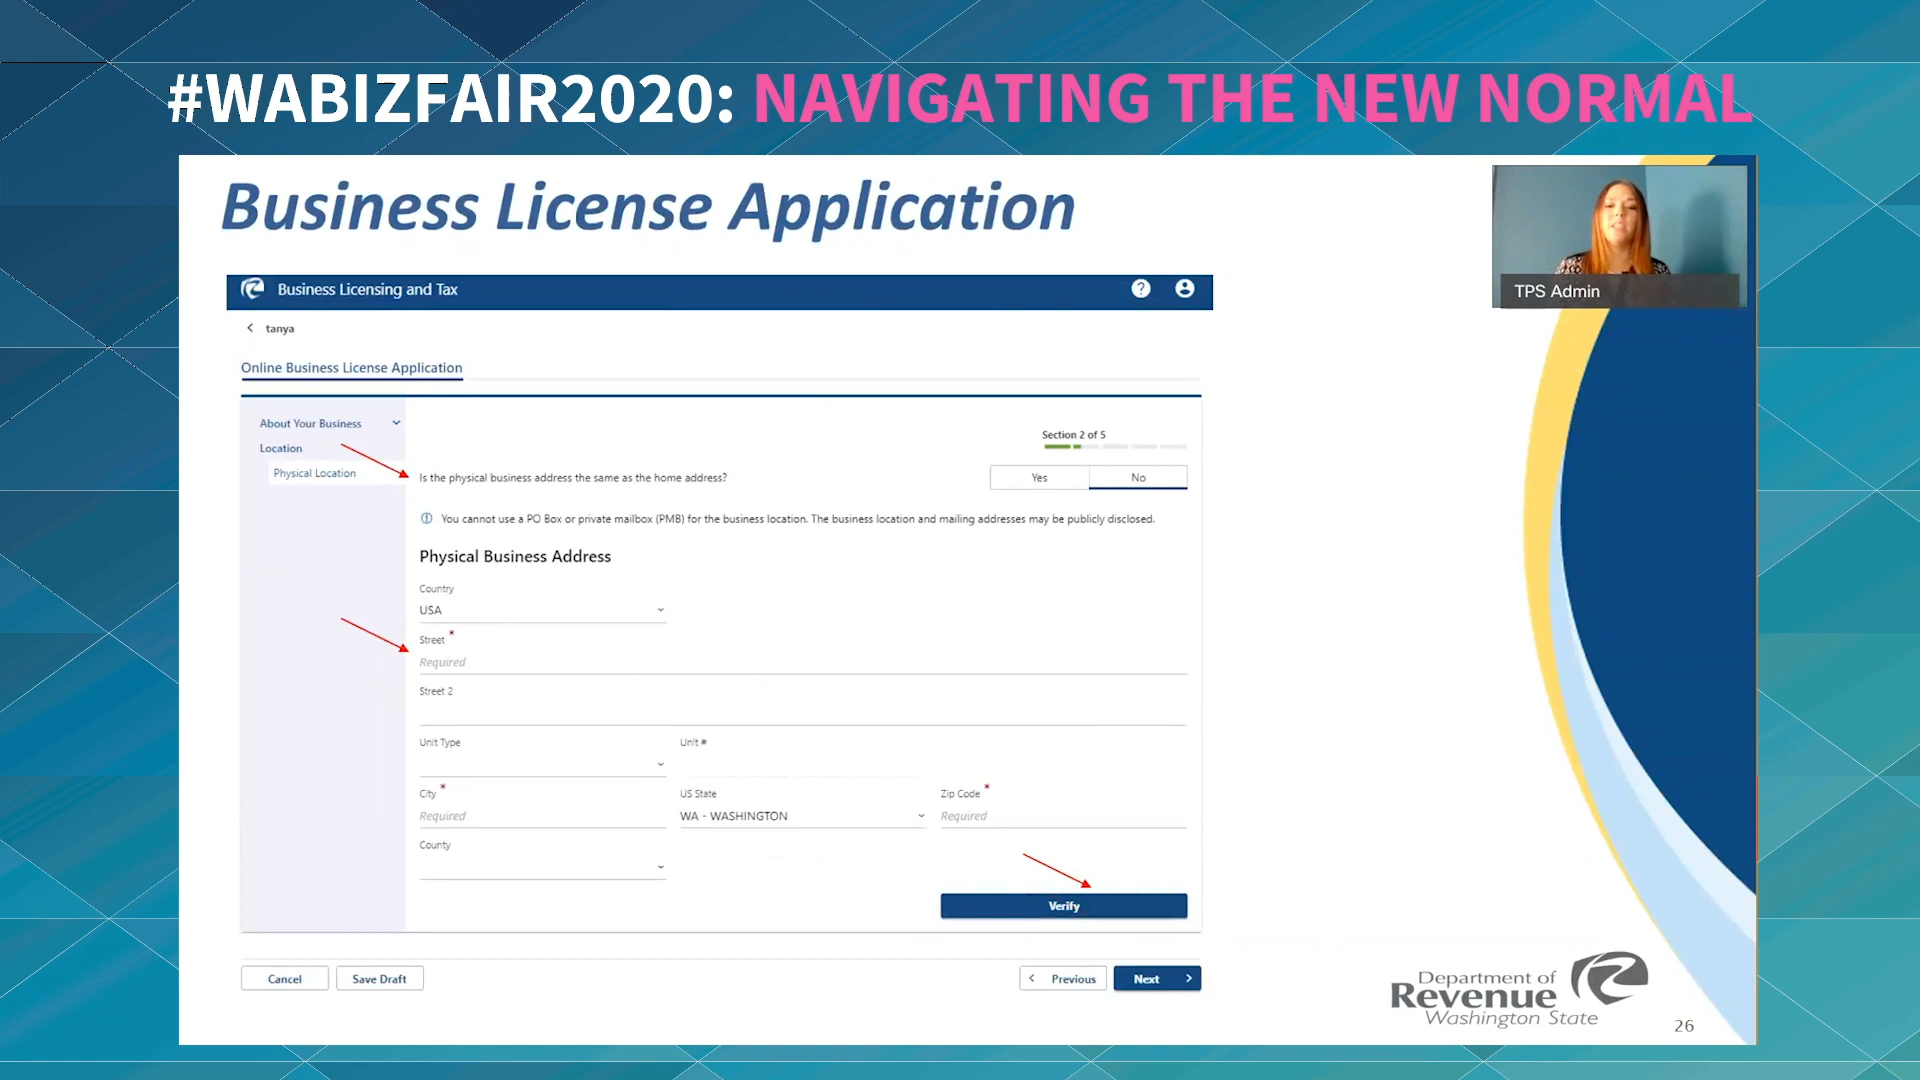 #WABIZFAIR2020: NAVIGATING THE NEW NORMAL
Business License Application
TPS Admin
Business Licensing and Tax
?
tanya
Online Business License Application
About Your Business
Section 2 of 5
Location
Physical Location
Is the physical business address the same as the home address?
Yes
No
You cannot use a PO Box or private mailbox (PMB) for the business location. The business location and mailing addresses may be publicly disclosed.
Physical Business Address
Country
USA
Street *
Required
Street 2
Unit Type
Unit #
City *
US State
Zip Code *
Required
WA - WASHINGTON
Required
County
Verify
Cancel
Save Draft
< Previous
Next >
Department of
Revenue
Washington State
26